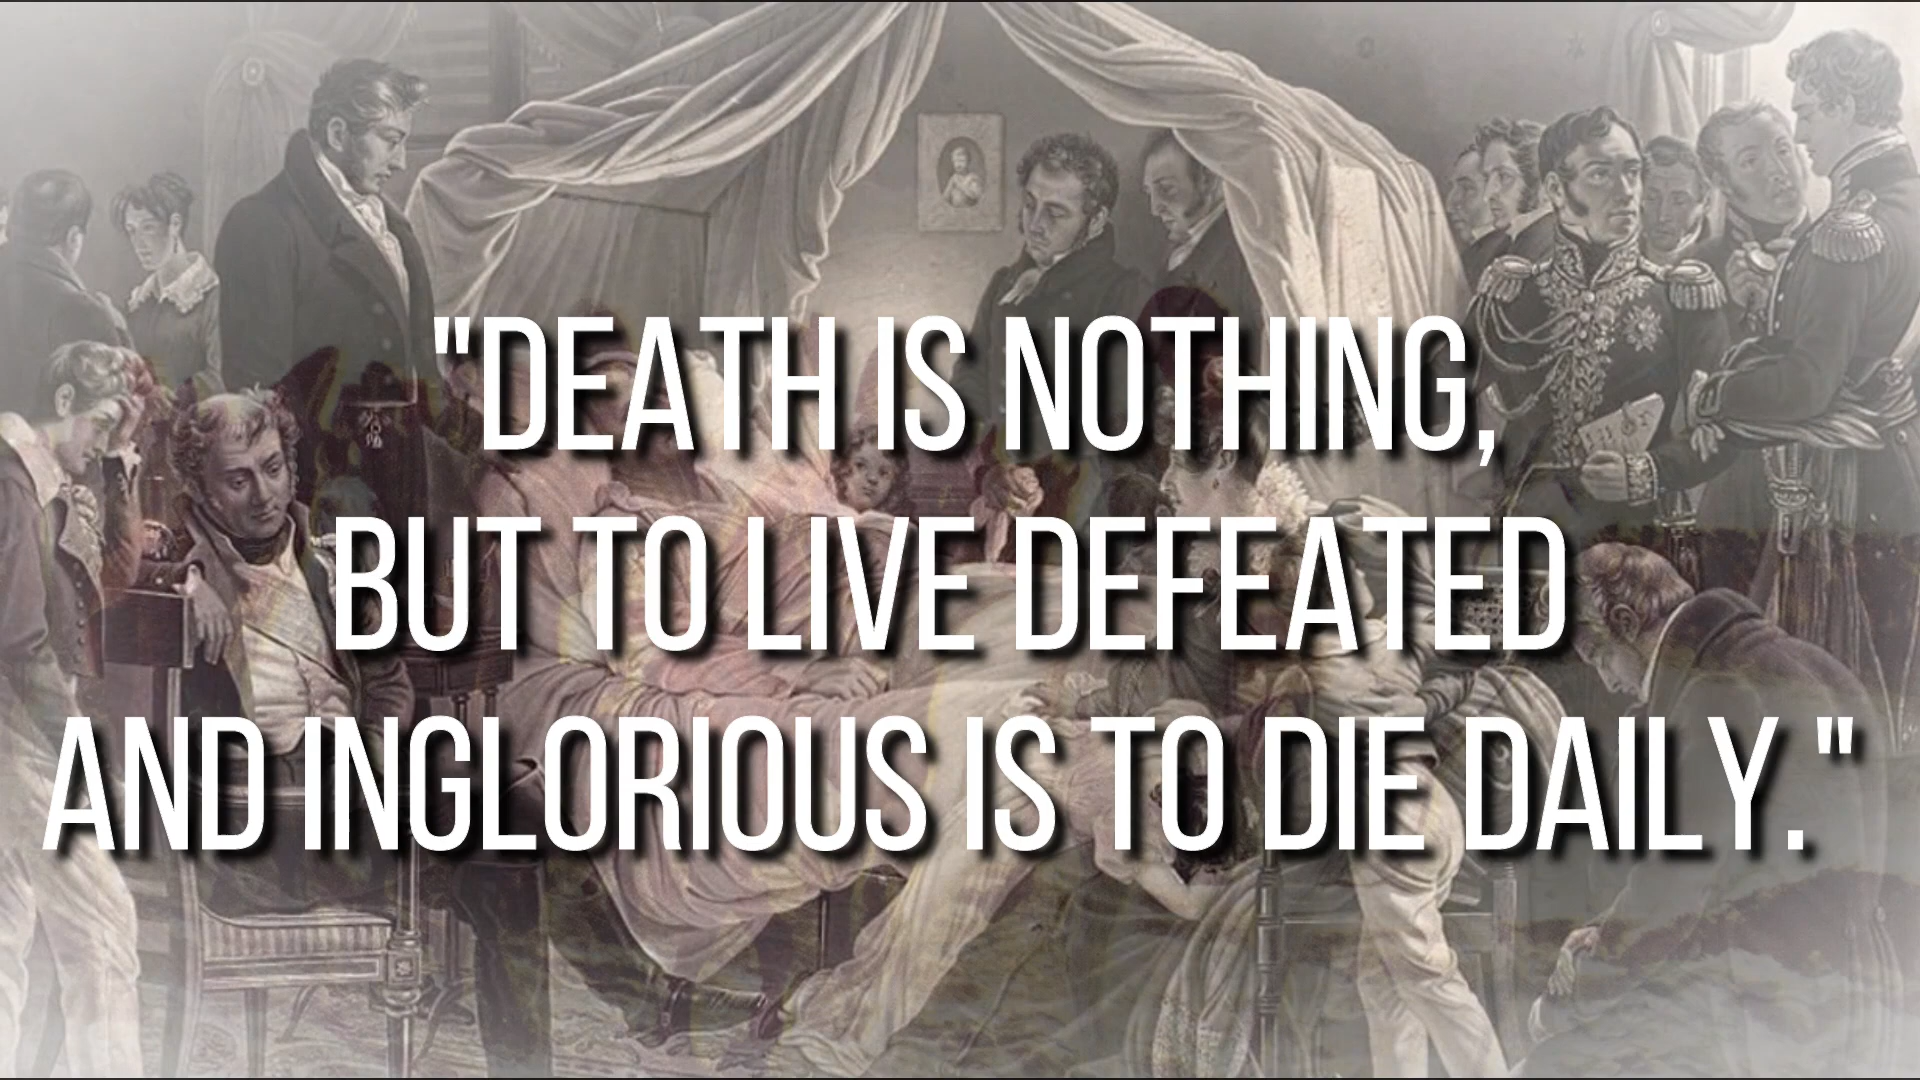 "DEATH IS NOTHING,
BUT TO LIVE DEFEATED
AND INGLORIOUS IS TO DIE DAILY."